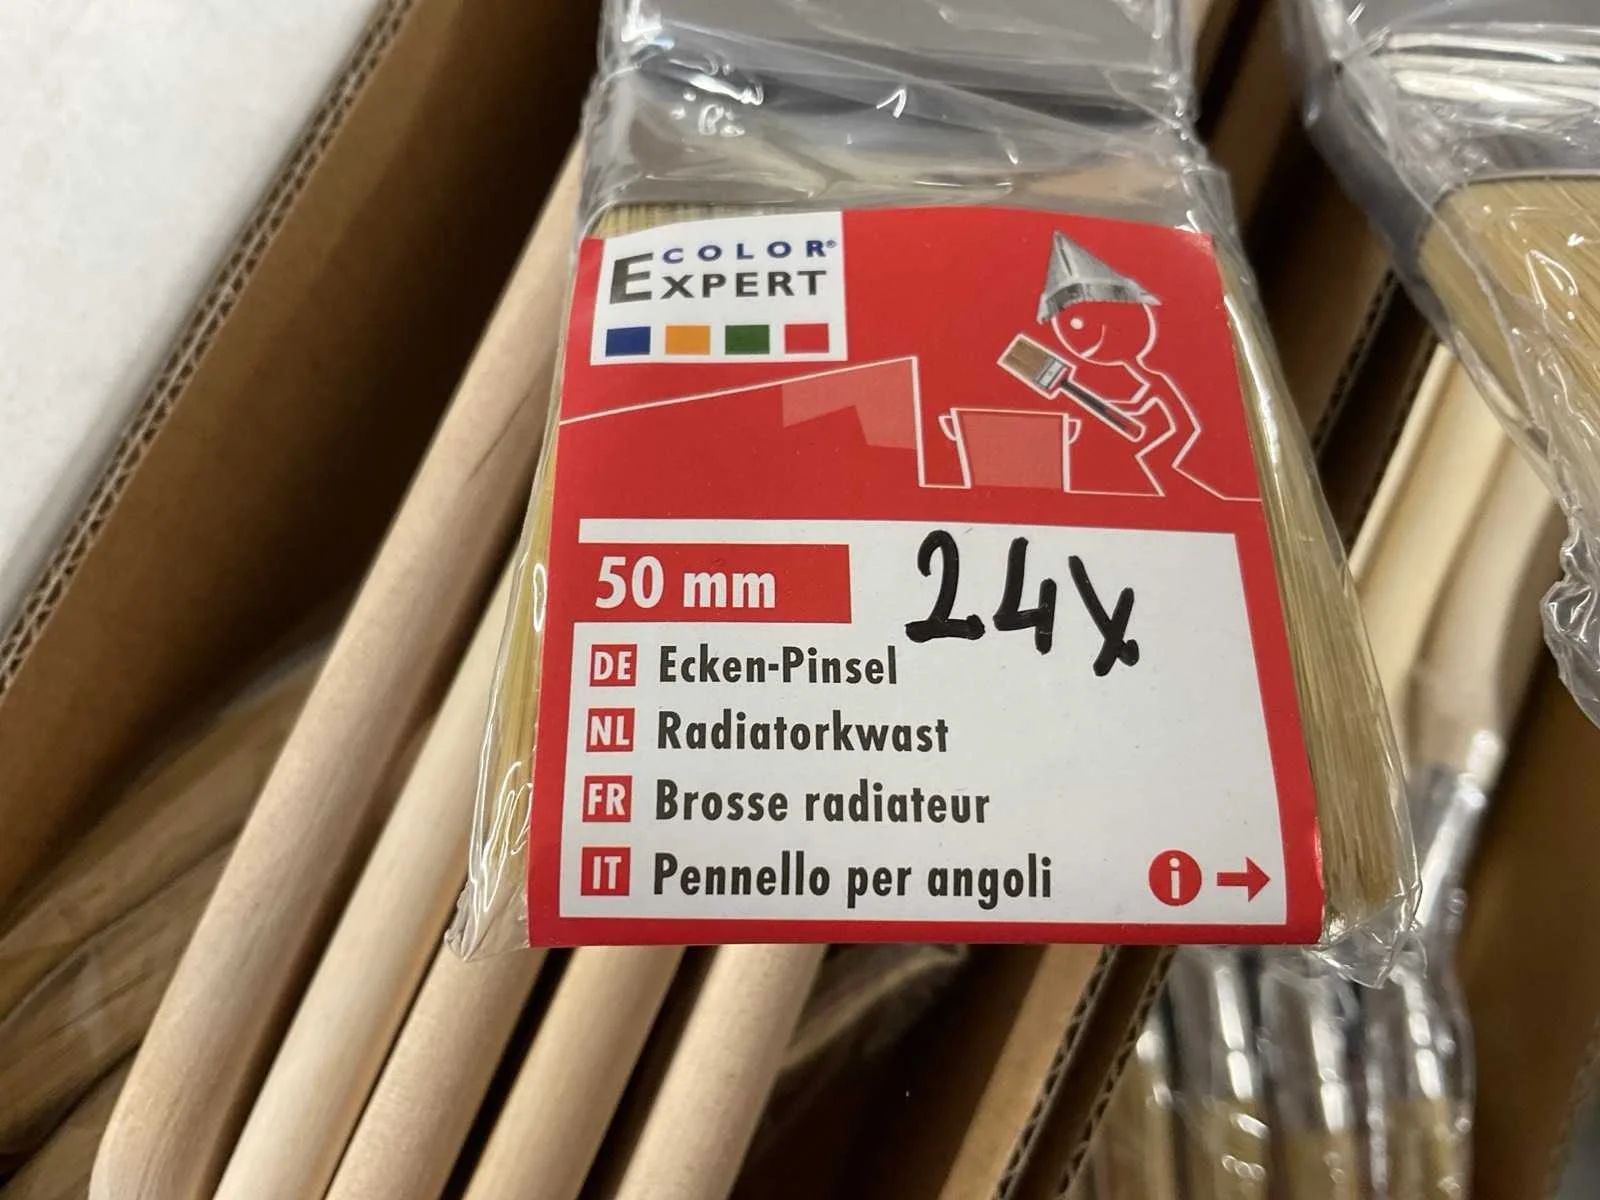 COLOR®
EXPERT
50 mm
24x
DE Ecken-Pinsel
NL Radiatorkwast
FR Brosse radiateur
IT Pennello per angoli
i